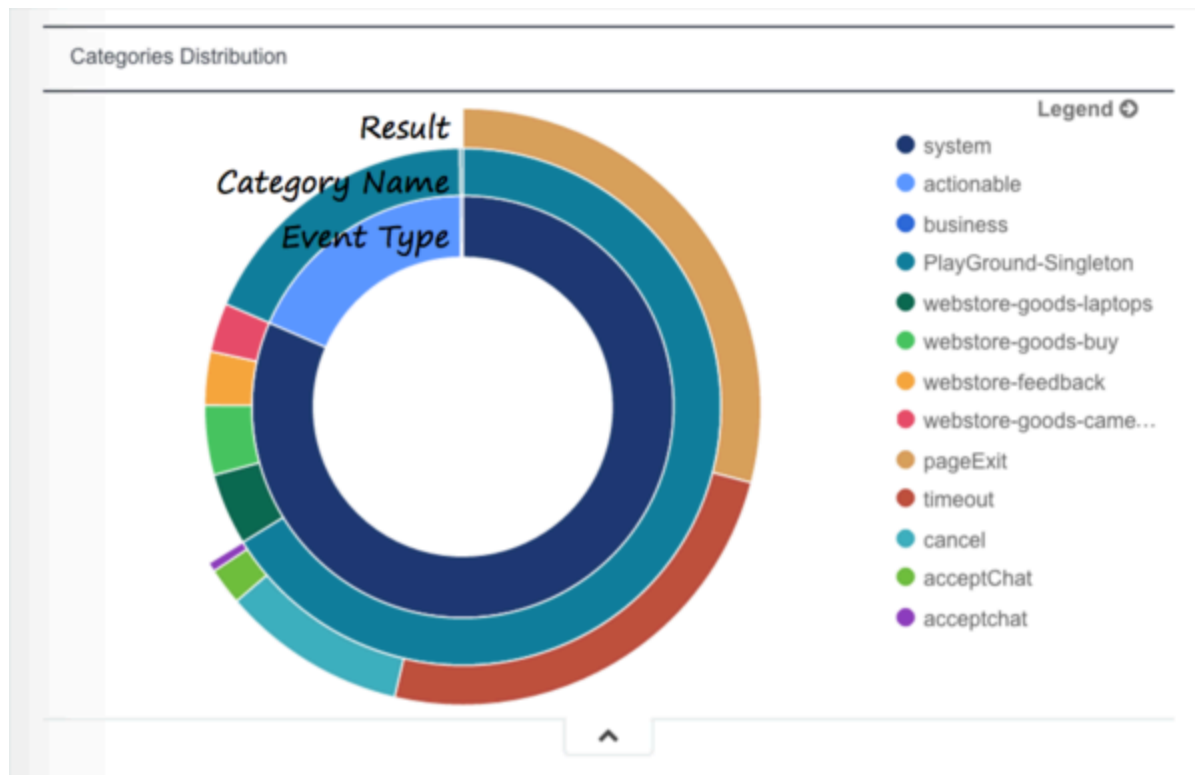 Categories Distribution
Legend
Result
Category Name
Event Type
system
actionable
business
PlayGround-Singleton
webstore-goods-laptops
webstore-goods-buy
webstore-feedback
webstore-goods-came...
pageExit
timeout
cancel
acceptChat
acceptchat